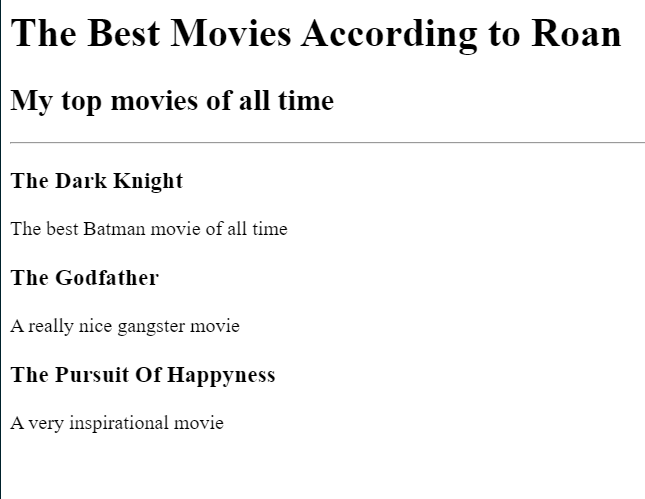 The Best Movies According to Roan
My top movies of all time
The Dark Knight
The best Batman movie of all time
The Godfather
A really nice gangster movie
The Pursuit Of Happyness
A very inspirational movie